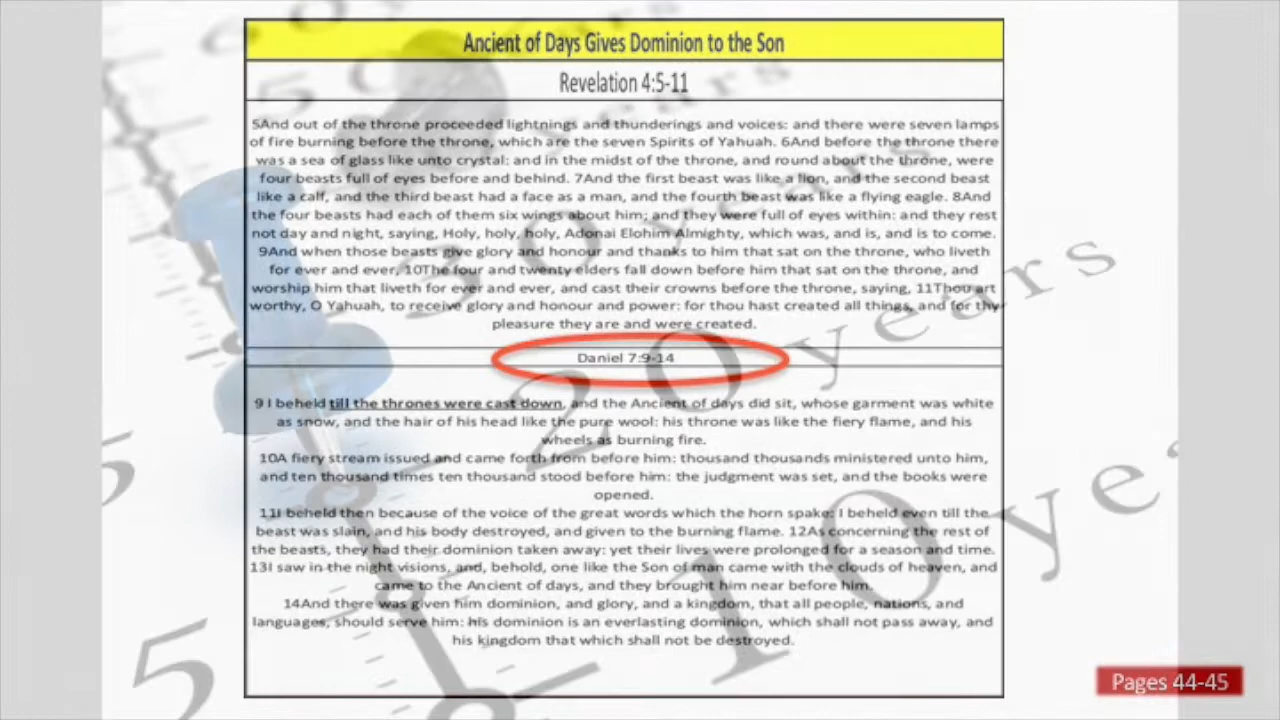 Ancient of Days Gives Dominion to the Son
Revelation 4:5-11
5And out of the throne proceeded lightnings and thunderings and voices: and there were seven lamps
of fire burning before the throne, which are the seven Spirits of Yahuah. 6And before the throne there
was a sea of glass like unto crystal: and in the midst of the throne, and round about the throne, were
four beasts full of eyes before and behind. 7And the first beast was like a lion, and the second beast
like a calf, and the third beast had a face as a man, and the fourth beast was like a flying eagle. 8And
the four beasts had each of them six wings about him; and they were full of eyes within: and they rest
not day and night, saying, Holy, holy, holy, Adonai Elohim Almighty, which was, and is, and is to come.
9And when those beasts give glory and honour and thanks to him that sat on the throne, who liveth
for ever and ever, 10The four and twenty elders fall down before him that sat on the throne, and
worship him that liveth for ever and ever, and cast their crowns before the throne, saying, 11Thou art
worthy, O Yahuah, to receive glory and honour and power: for thou hast created all things, and for thy
pleasure they are and were created.
Daniel 7:9-14
9 I beheld till the thrones were cast down, and the Ancient of days did sit, whose garment was white
as snow, and the hair of his head like the pure wool: his throne was like the fiery flame, and his
wheels as burning fire.
10A fiery stream issued and came forth from before him: thousand thousands ministered unto him,
and ten thousand times ten thousand stood before him: the judgment was set, and the books were
opened.
11I beheld then because of the voice of the great words which the horn spake: I beheld even till the
beast was slain, and his body destroyed, and given to the burning flame. 12As concerning the rest of
the beasts, they had their dominion taken away: yet their lives were prolonged for a season and time.
13I saw in the night visions, and, behold, one like the Son of man came with the clouds of heaven, and
came to the Ancient of days, and they brought him near before him.
14And there was given him dominion, and glory, and a kingdom, that all people, nations, and
languages, should serve him: his dominion is an everlasting dominion, which shall not pass away, and
his kingdom that which shall not be destroyed.
30 years
20 years
10 ye
5
5
Pages 44-45